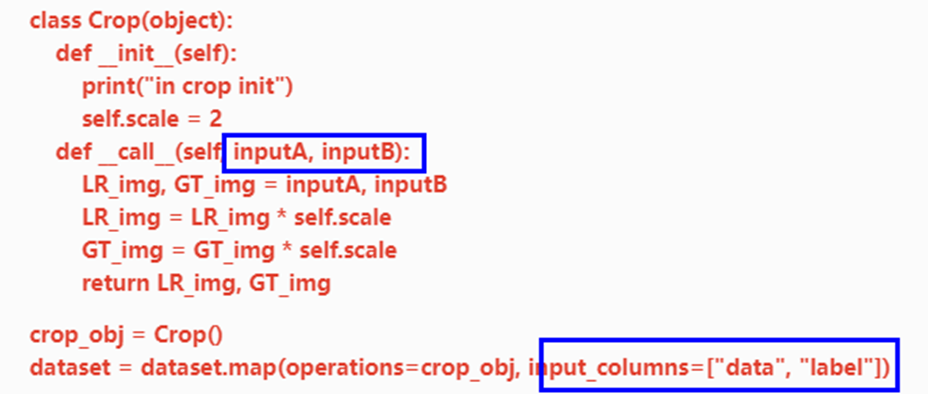 class Crop(object):
def __init__(self):
print("in crop init")
self.scale = 2
def __call__(self, inputA, inputB):
LR_img, GT_img = inputA, inputB
LR_img = LR_img * self.scale
GT_img = GT_img * self.scale
return LR_img, GT_img
crop_obj = Crop()
dataset = dataset.map(operations=crop_obj, input_columns=["data", "label"])